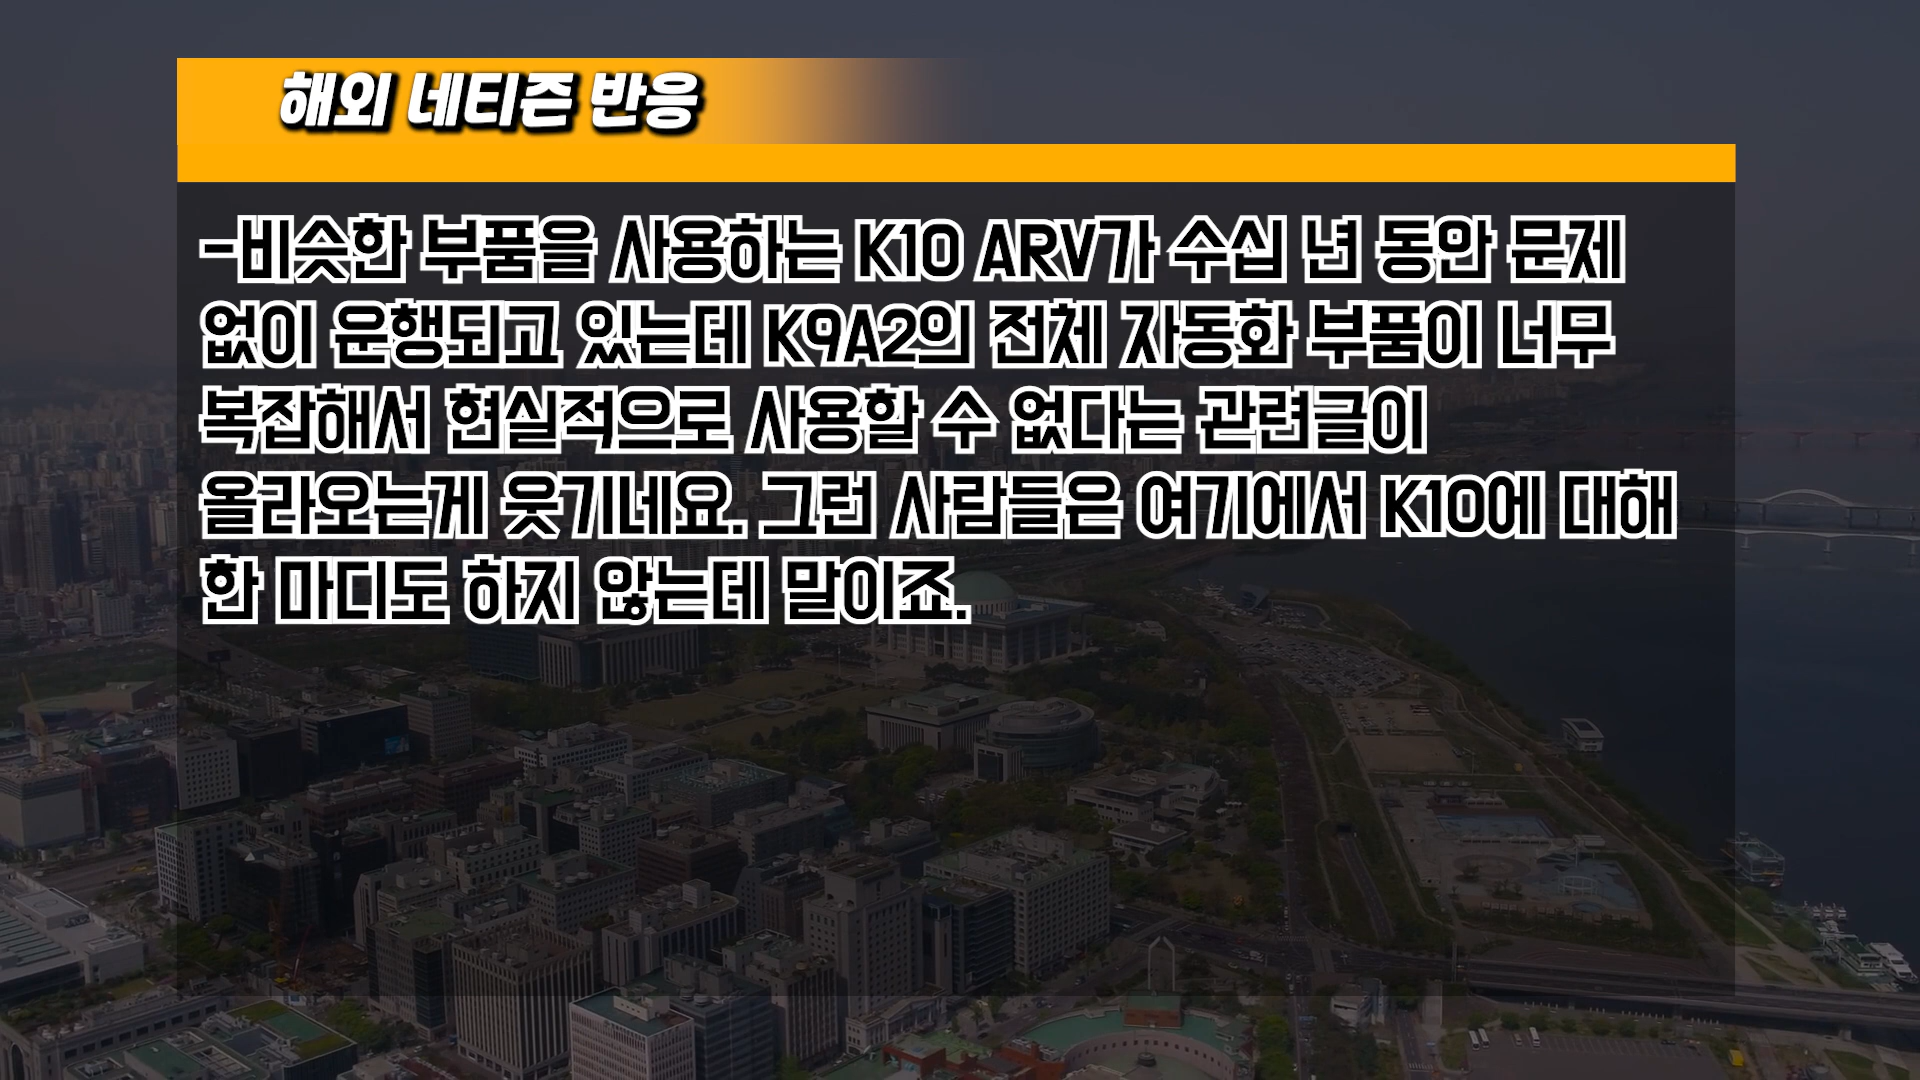 해외 네티즌 반응
-비슷한 부품을 사용하는 K10 ARV가 수십 년 동안 문제
없이 운행되고 있는데 K9A2의 전체 자동화 부품이 너무
복잡해서 현실적으로 사용할 수 없다는 관련글이
올라오는게 웃기네요. 그런 사람들은 여기에서 K10에 대해
한 마디도 하지 않는데 말이죠.